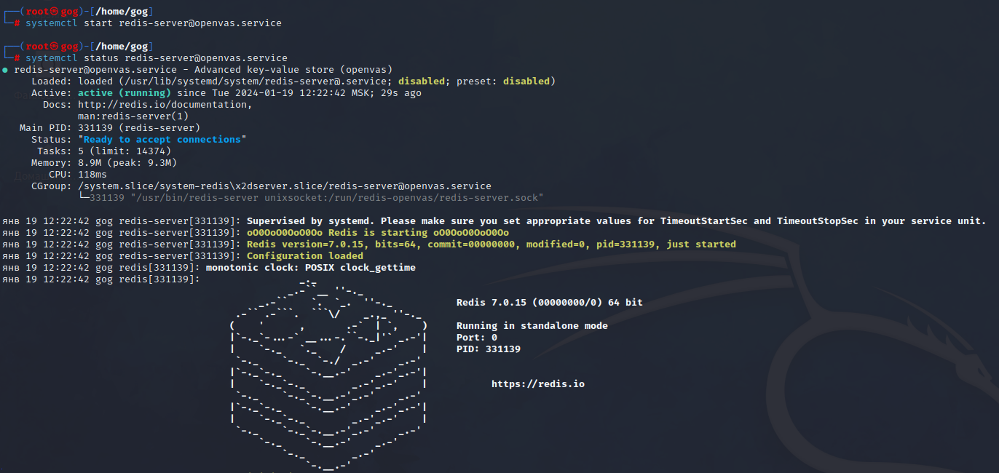 ┌──(root㉿gog)-[/home/gog]
└─# systemctl start redis-server@openvas.service
┌──(root㉿gog)-[/home/gog]
└─# systemctl status redis-server@openvas.service
● redis-server@openvas.service - Advanced key-value store (openvas)
Loaded: loaded (/usr/lib/systemd/system/redis-server@.service; disabled; preset: disabled)
Active: active (running) since Tue 2024-01-19 12:22:42 MSK; 29s ago
Docs: http://redis.io/documentation,
man:redis-server(1)
Main PID: 331139 (redis-server)
Status: "Ready to accept connections"
Tasks: 5 (limit: 14374)
Memory: 8.9M (peak: 9.3M)
CPU: 118ms
CGroup: /system.slice/system-redis\x2dserver.slice/redis-server@openvas.service
└─331139 "/usr/bin/redis-server unixsocket:/run/redis-openvas/redis-server.sock"
янв 19 12:22:42 gog redis-server[331139]: Supervised by systemd. Please make sure you set appropriate values for TimeoutStartSec and TimeoutStopSec in your service unit.
янв 19 12:22:42 gog redis-server[331139]: oO0OoO0OoO0Oo Redis is starting oO0OoO0OoO0Oo
янв 19 12:22:42 gog redis-server[331139]: Redis version=7.0.15, bits=64, commit=00000000, modified=0, pid=331139, just started
янв 19 12:22:42 gog redis-server[331139]: Configuration loaded
янв 19 12:22:42 gog redis[331139]: monotonic clock: POSIX clock_gettime
янв 19 12:22:42 gog redis[331139]:
Redis 7.0.15 (00000000/0) 64 bit
Running in standalone mode
Port: 0
PID: 331139
https://redis.io